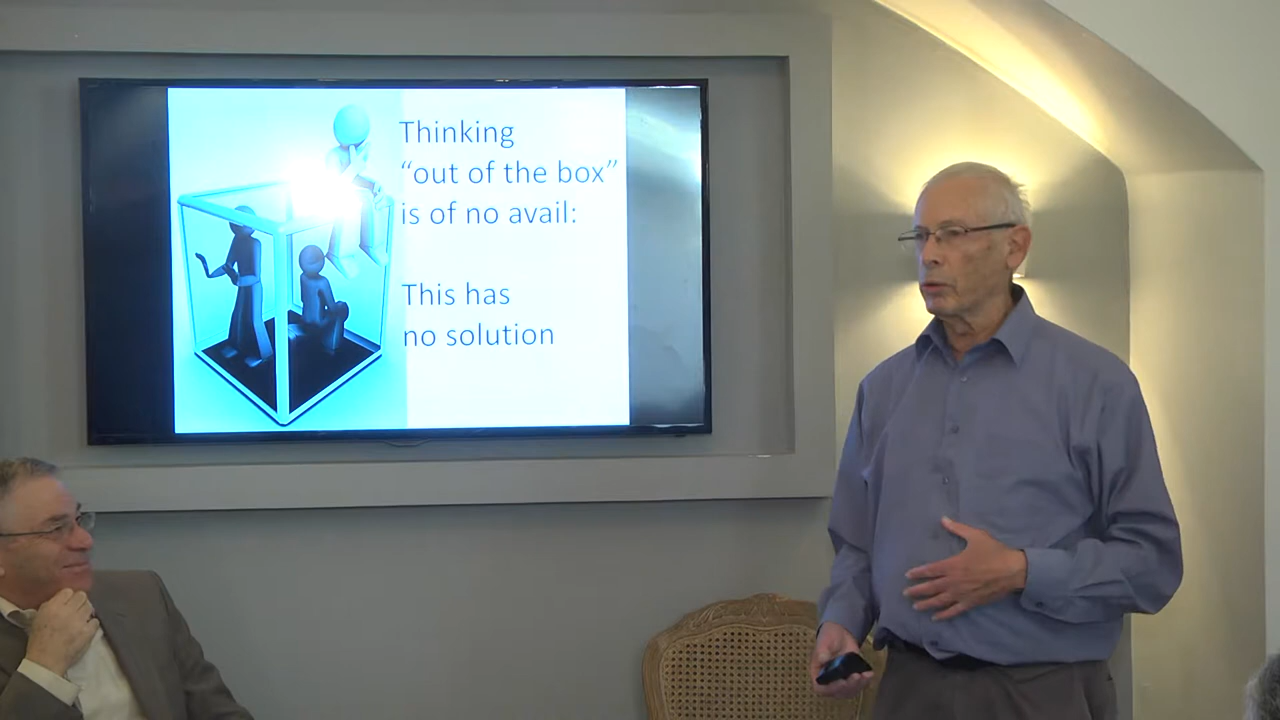 Thinking
“out of the box”
is of no avail:
This has
no solution